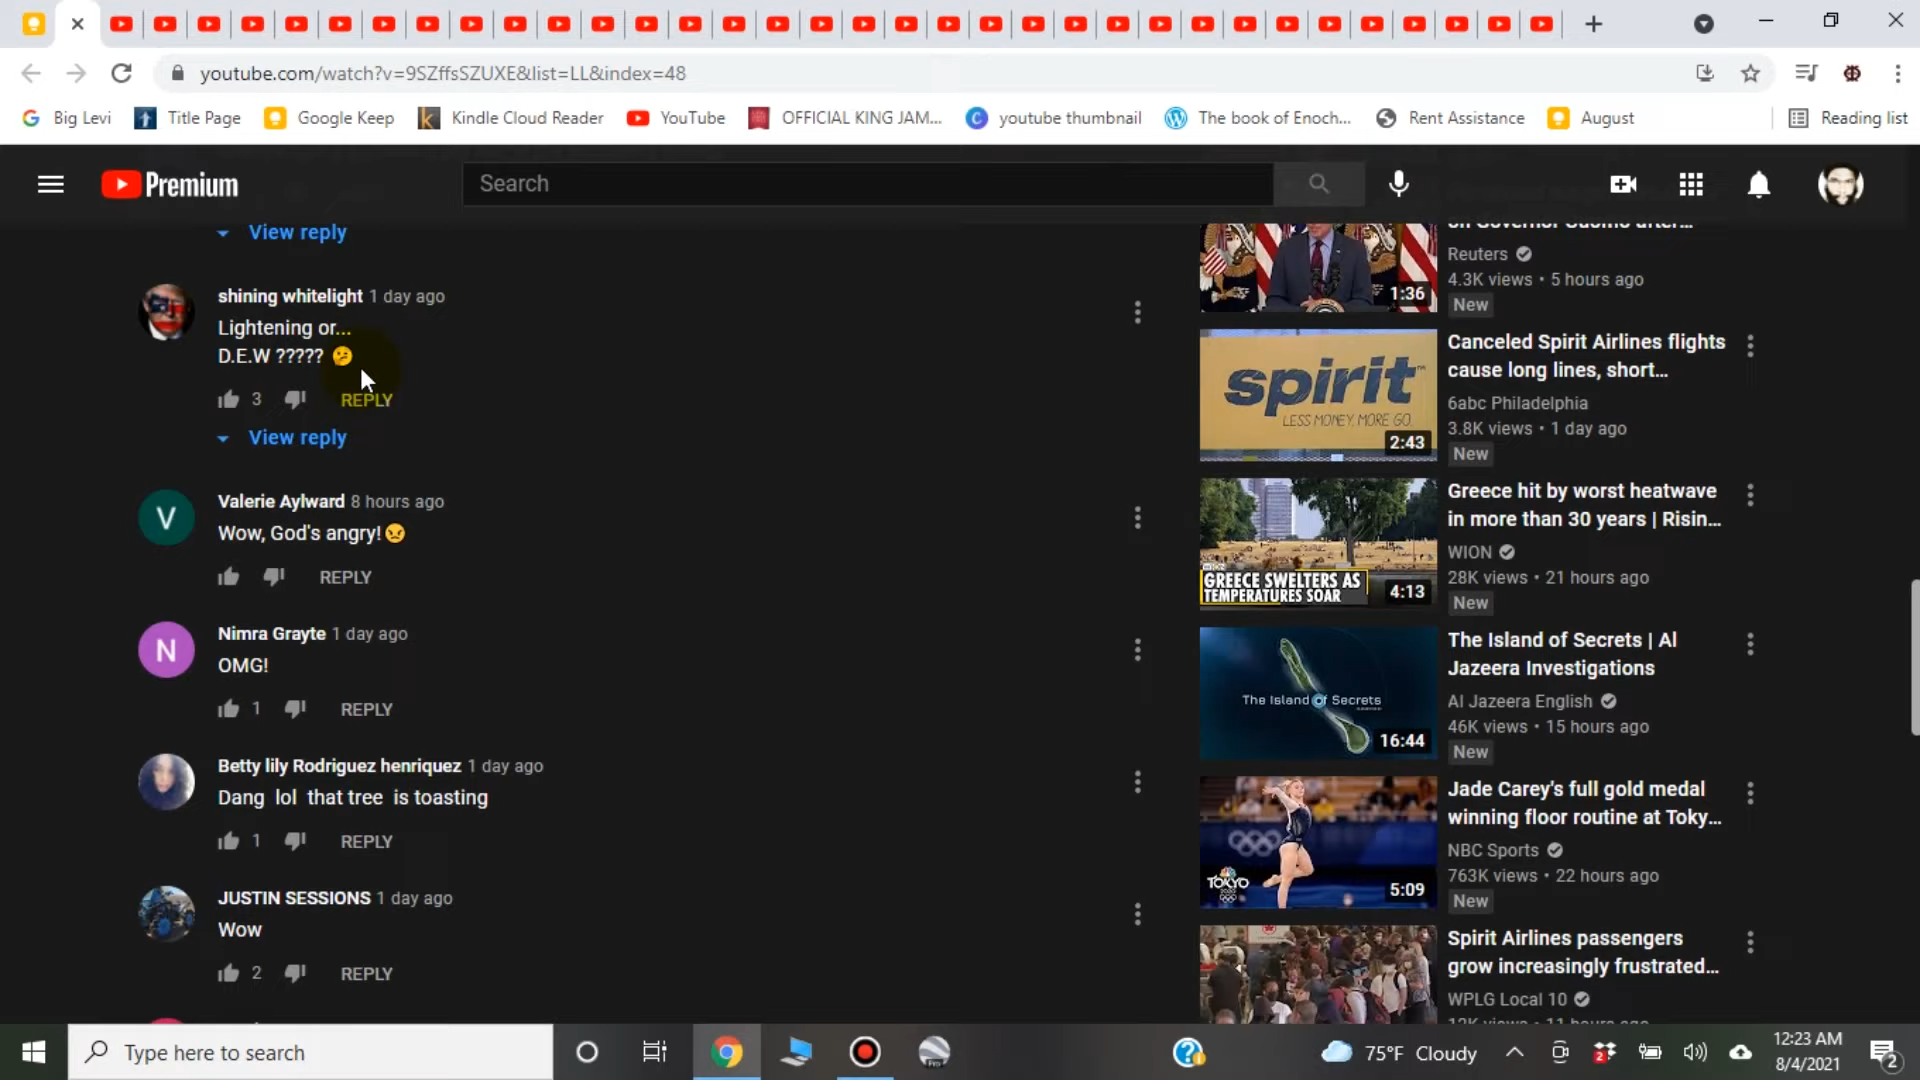 youtube.com/watch?v=9SZffsSZUXE&list=LL&index=48
Big Levi
Title Page
Google Keep
Kindle Cloud Reader
YouTube
OFFICIAL KING JAM...
youtube thumbnail
The book of Enoch...
Rent Assistance
August
Reading list
Premium
Search
View reply
shining whitelight 1 day ago
Lightening or...
D.E.W ????? 🤔
3 REPLY
View reply
Valerie Aylward 8 hours ago
Wow, God's angry!😠
REPLY
Nimra Grayte 1 day ago
OMG!
1 REPLY
Betty lily Rodriguez henriquez 1 day ago
Dang lol that tree is toasting
1 REPLY
JUSTIN SESSIONS 1 day ago
Wow
2 REPLY
1:36
Reuters
4.3K views • 5 hours ago
New
spirit
LESS MONEY. MORE GO.
2:43
Canceled Spirit Airlines flights
cause long lines, short...
6abc Philadelphia
3.8K views • 1 day ago
New
WION
GREECE SWELTERS AS
TEMPERATURES SOAR
4:13
Greece hit by worst heatwave
in more than 30 years | Risin...
WION
28K views • 21 hours ago
New
The Island of Secrets
16:44
The Island of Secrets | Al
Jazeera Investigations
Al Jazeera English
46K views • 15 hours ago
New
TOKYO
5:09
Jade Carey's full gold medal
winning floor routine at Toky...
NBC Sports
763K views • 22 hours ago
New
Spirit Airlines passengers
grow increasingly frustrated...
WPLG Local 10
Type here to search
75°F Cloudy
12:23 AM
8/4/2021
2